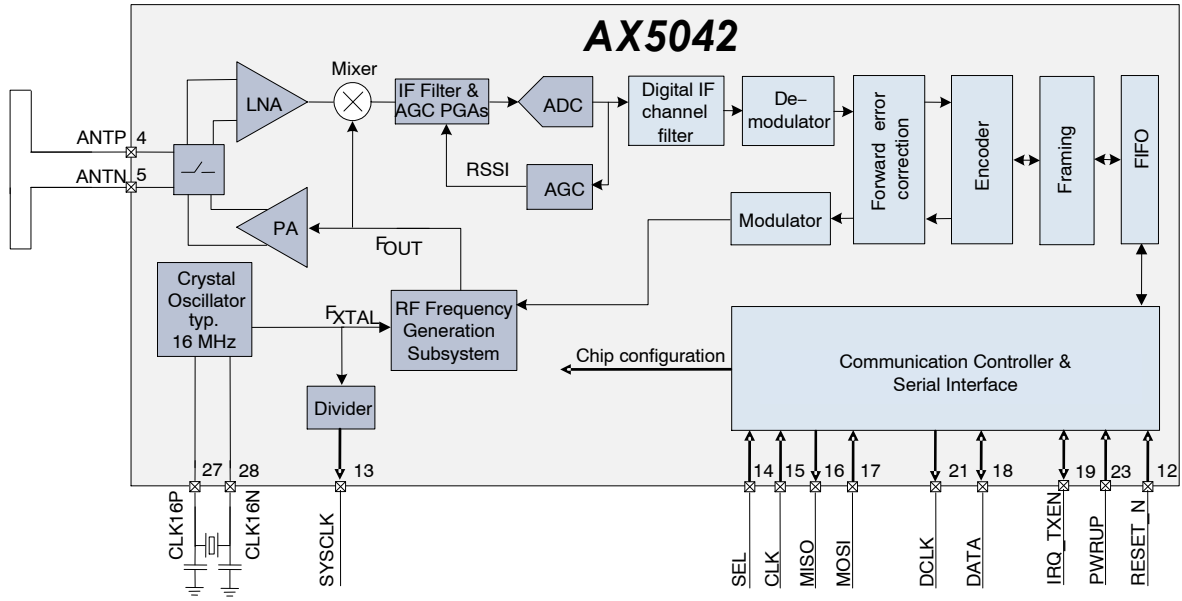 AX5042
Mixer
LNA
IF Filter &
AGC PGAs
ADC
Digital IF
channel
filter
De–
modulator
Forward error
correction
Encoder
Framing
FIFO
ANTP 4
ANTN 5
RSSI
AGC
PA
FOUT
Modulator
Crystal
Oscillator
typ.
16 MHz
FXTAL
RF Frequency
Generation
Subsystem
Chip configuration
Communication Controller &
Serial Interface
Divider
27
28
13
14
15
16
17
21
18
19
23
12
CLK16P
CLK16N
SYSCLK
SEL
CLK
MISO
MOSI
DCLK
DATA
IRQ_TXEN
PWRUP
RESET_N